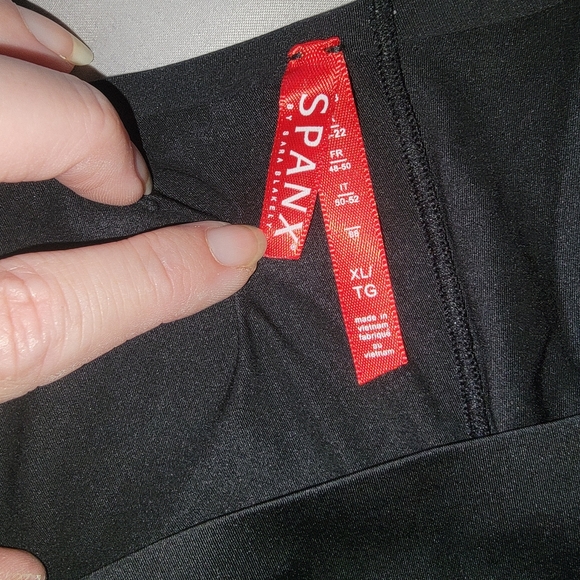 SPANX
BY SARA BLAKELY
-22
FR
48-50
IT
50-52
XL/
TG
made in
vietnam
fabriqué
au
vietnam